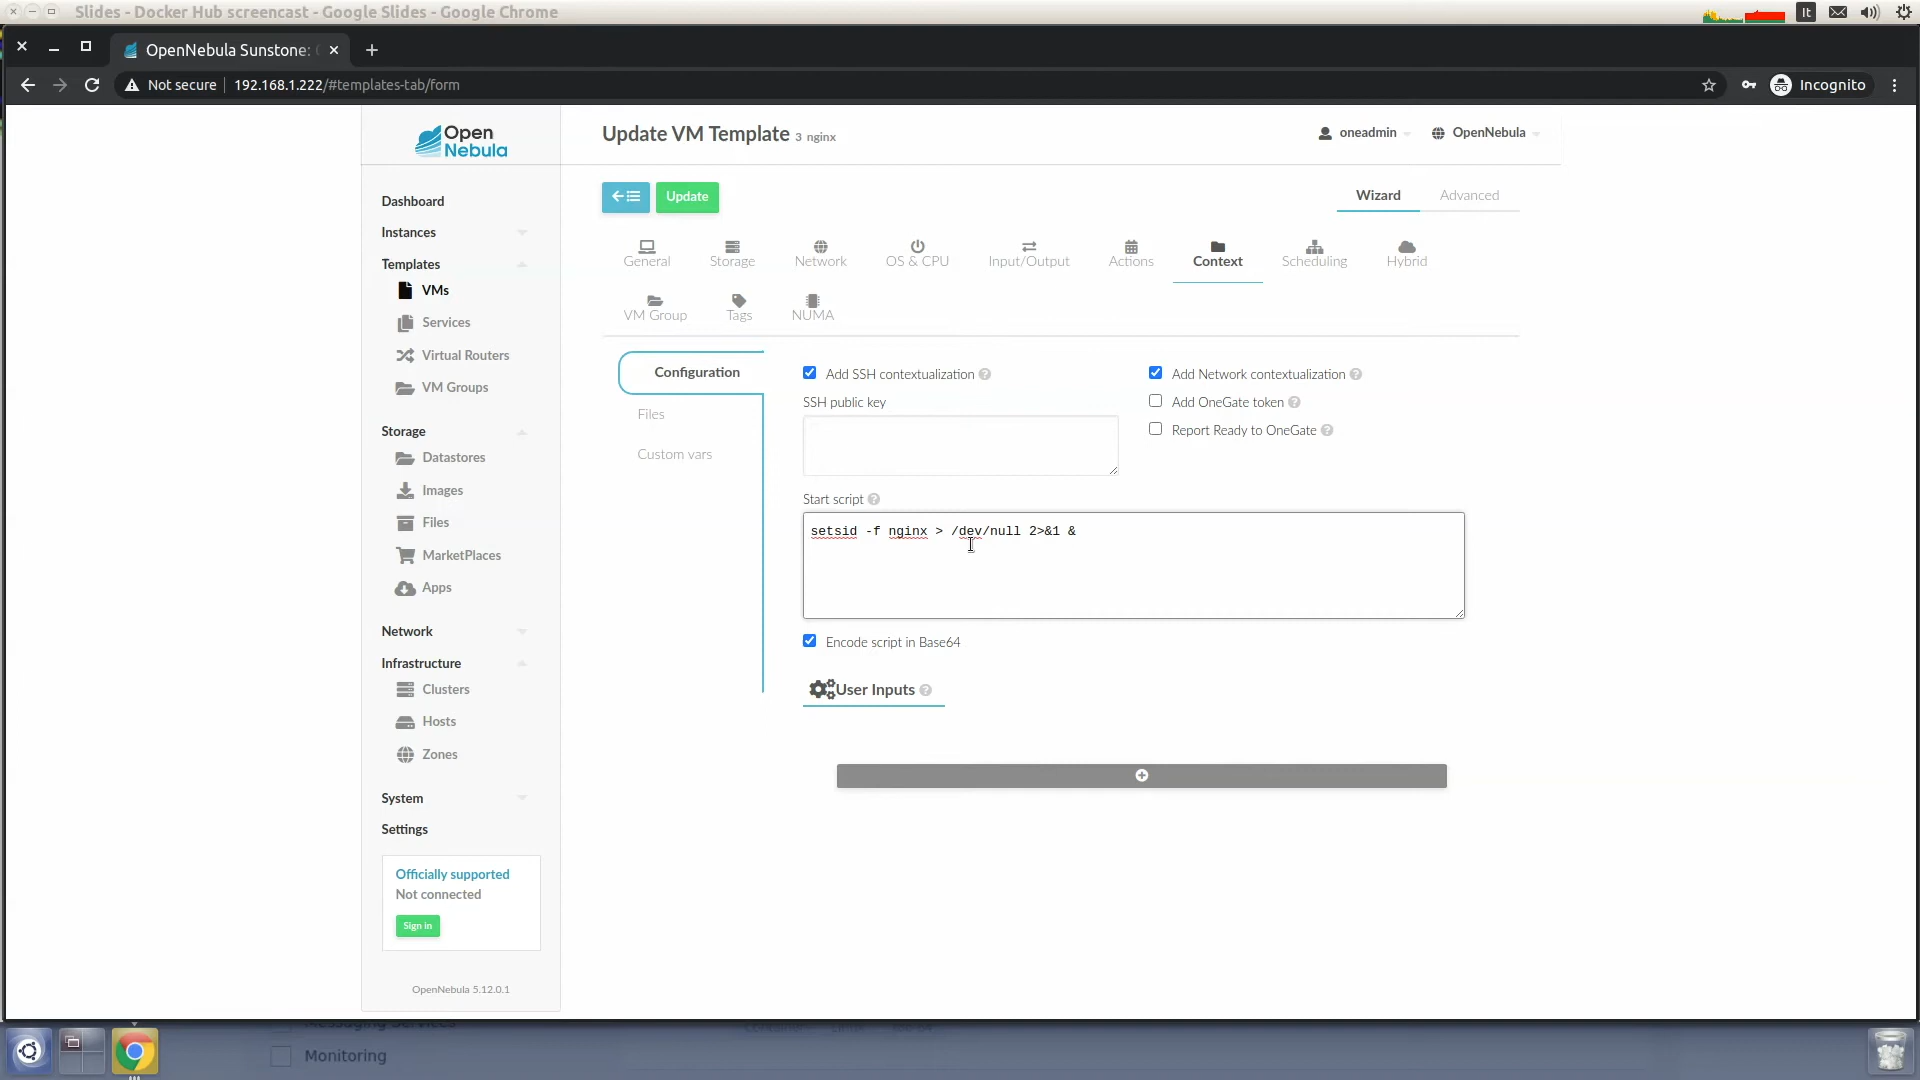 Slides - Docker Hub screencast - Google Slides - Google Chrome
It
OpenNebula Sunstone:
Not secure 192.168.1.222/#templates-tab/form
Incognito
Open
Nebula
Update VM Template 3 nginx
oneadmin
OpenNebula
Update
Wizard
Advanced
General
Storage
Network
OS & CPU
Input/Output
Actions
Context
Scheduling
Hybrid
VM Group
Tags
NUMA
Dashboard
Instances
Templates
VMs
Services
Virtual Routers
VM Groups
Storage
Datastores
Images
Files
MarketPlaces
Apps
Network
Infrastructure
Clusters
Hosts
Zones
System
Settings
Officially supported
Not connected
Sign in
OpenNebula 5.12.0.1
Configuration
Files
Custom vars
Add SSH contextualization
SSH public key
Add Network contextualization
Add OneGate token
Report Ready to OneGate
Start script
setsid -f nginx > /dev/null 2>&1 &
Encode script in Base64
User Inputs
Monitoring